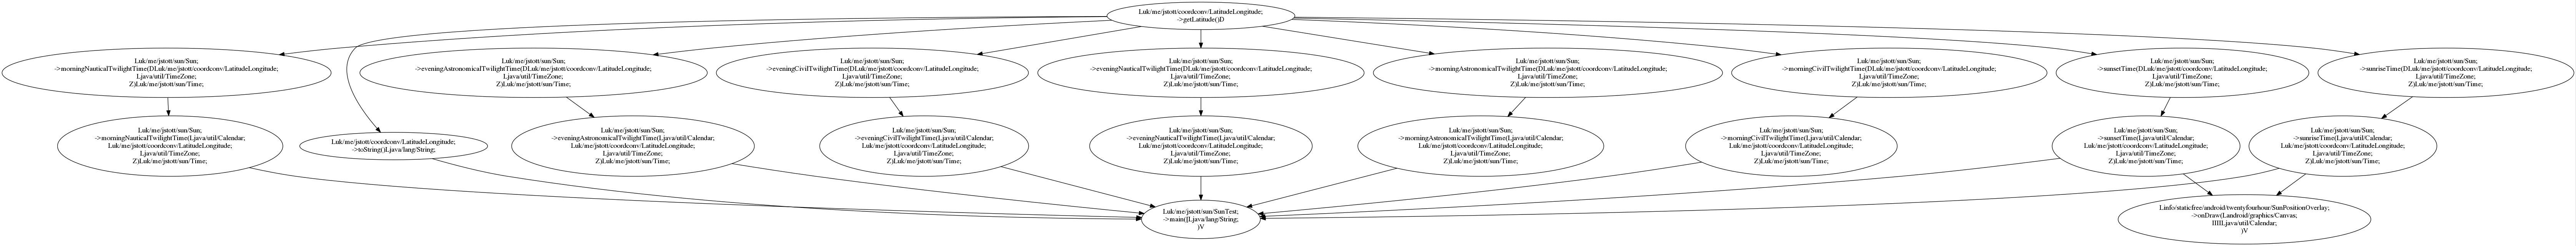 Luk/me/jstott/coordconv/LatitudeLongitude;
->getLatitude()D
Luk/me/jstott/sun/Sun;
->morningNauticalTwilightTime(DLuk/me/jstott/coordconv/LatitudeLongitude;
Ljava/util/TimeZone;
Z)Luk/me/jstott/sun/Time;
Luk/me/jstott/sun/Sun;
->eveningAstronomicalTwilightTime(DLuk/me/jstott/coordconv/LatitudeLongitude;
Ljava/util/TimeZone;
Z)Luk/me/jstott/sun/Time;
Luk/me/jstott/sun/Sun;
->eveningCivilTwilightTime(DLuk/me/jstott/coordconv/LatitudeLongitude;
Ljava/util/TimeZone;
Z)Luk/me/jstott/sun/Time;
Luk/me/jstott/sun/Sun;
->eveningNauticalTwilightTime(DLuk/me/jstott/coordconv/LatitudeLongitude;
Ljava/util/TimeZone;
Z)Luk/me/jstott/sun/Time;
Luk/me/jstott/sun/Sun;
->morningAstronomicalTwilightTime(DLuk/me/jstott/coordconv/LatitudeLongitude;
Ljava/util/TimeZone;
Z)Luk/me/jstott/sun/Time;
Luk/me/jstott/sun/Sun;
->morningCivilTwilightTime(DLuk/me/jstott/coordconv/LatitudeLongitude;
Ljava/util/TimeZone;
Z)Luk/me/jstott/sun/Time;
Luk/me/jstott/sun/Sun;
->sunsetTime(DLuk/me/jstott/coordconv/LatitudeLongitude;
Ljava/util/TimeZone;
Z)Luk/me/jstott/sun/Time;
Luk/me/jstott/sun/Sun;
->sunriseTime(DLuk/me/jstott/coordconv/LatitudeLongitude;
Ljava/util/TimeZone;
Z)Luk/me/jstott/sun/Time;
Luk/me/jstott/sun/Sun;
->morningNauticalTwilightTime(Ljava/util/Calendar;
Luk/me/jstott/coordconv/LatitudeLongitude;
Ljava/util/TimeZone;
Z)Luk/me/jstott/sun/Time;
Luk/me/jstott/coordconv/LatitudeLongitude;
->toString()Ljava/lang/String;
Luk/me/jstott/sun/Sun;
->eveningAstronomicalTwilightTime(Ljava/util/Calendar;
Luk/me/jstott/coordconv/LatitudeLongitude;
Ljava/util/TimeZone;
Z)Luk/me/jstott/sun/Time;
Luk/me/jstott/sun/Sun;
->eveningCivilTwilightTime(Ljava/util/Calendar;
Luk/me/jstott/coordconv/LatitudeLongitude;
Ljava/util/TimeZone;
Z)Luk/me/jstott/sun/Time;
Luk/me/jstott/sun/Sun;
->eveningNauticalTwilightTime(Ljava/util/Calendar;
Luk/me/jstott/coordconv/LatitudeLongitude;
Ljava/util/TimeZone;
Z)Luk/me/jstott/sun/Time;
Luk/me/jstott/sun/Sun;
->morningAstronomicalTwilightTime(Ljava/util/Calendar;
Luk/me/jstott/coordconv/LatitudeLongitude;
Ljava/util/TimeZone;
Z)Luk/me/jstott/sun/Time;
Luk/me/jstott/sun/Sun;
->morningCivilTwilightTime(Ljava/util/Calendar;
Luk/me/jstott/coordconv/LatitudeLongitude;
Ljava/util/TimeZone;
Z)Luk/me/jstott/sun/Time;
Luk/me/jstott/sun/Sun;
->sunsetTime(Ljava/util/Calendar;
Luk/me/jstott/coordconv/LatitudeLongitude;
Ljava/util/TimeZone;
Z)Luk/me/jstott/sun/Time;
Luk/me/jstott/sun/Sun;
->sunriseTime(Ljava/util/Calendar;
Luk/me/jstott/coordconv/LatitudeLongitude;
Ljava/util/TimeZone;
Z)Luk/me/jstott/sun/Time;
Luk/me/jstott/sun/SunTest;
->main([Ljava/lang/String;
)V
Linfo/staticfree/android/twentyfourhour/SunPositionOverlay;
->onDraw(Landroid/graphics/Canvas;
IIIILjava/util/Calendar;
)V